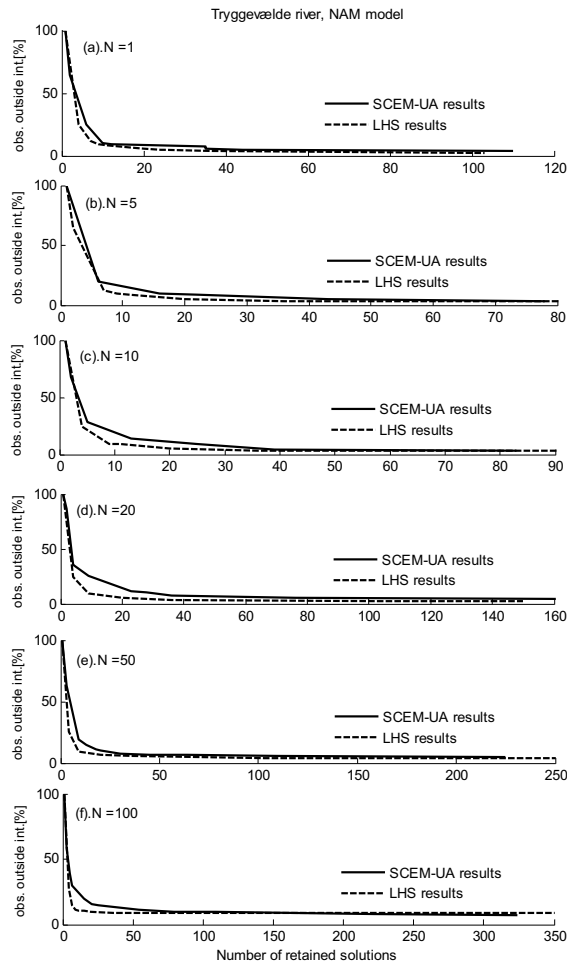 Tryggevælde river, NAM model
obs. outside int.[%]
100
50
0
(a).N =1
SCEM-UA results
LHS results
0 20 40 60 80 100 120
obs. outside int.[%]
100
50
0
(b).N =5
SCEM-UA results
LHS results
0 10 20 30 40 50 60 70 80
obs. outside int.[%]
100
50
0
(c).N =10
SCEM-UA results
LHS results
0 10 20 30 40 50 60 70 80 90
obs. outside int.[%]
100
50
0
(d).N =20
SCEM-UA results
LHS results
0 20 40 60 80 100 120 140 160
obs. outside int.[%]
100
50
0
(e).N =50
SCEM-UA results
LHS results
0 50 100 150 200 250
obs. outside int.[%]
100
50
0
(f).N =100
SCEM-UA results
LHS results
0 50 100 150 200 250 300 350
Number of retained solutions